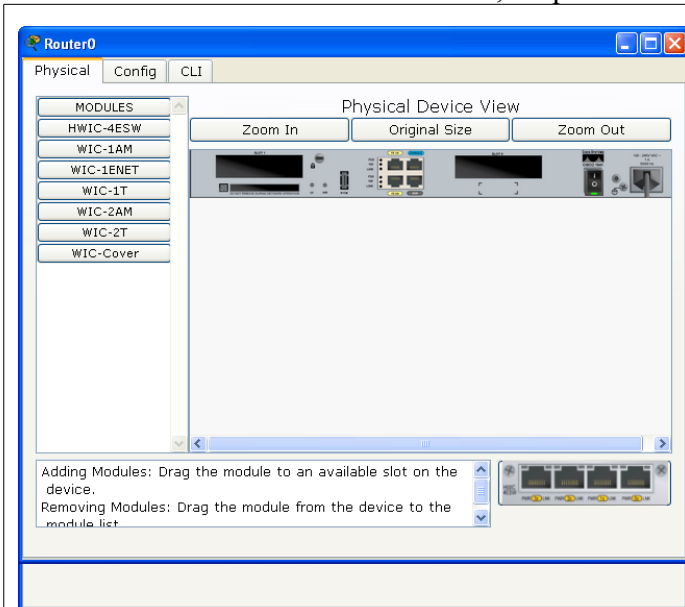 Router0
Physical Config CLI
MODULES
HWIC-4ESW
WIC-1AM
WIC-1ENET
WIC-1T
WIC-2AM
WIC-2T
WIC-Cover
Physical Device View
Zoom In Original Size Zoom Out
Adding Modules: Drag the module to an available slot on the
device.
Removing Modules: Drag the module from the device to the
module list